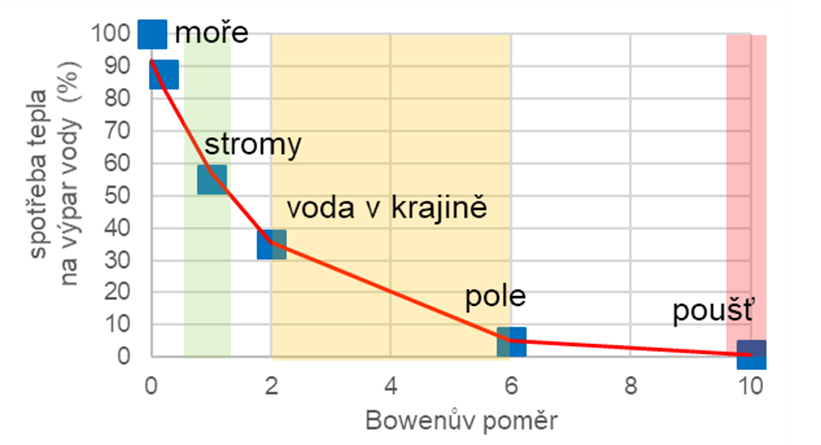 100
90
80
70
60
50
40
30
20
10
0
spotřeba tepla
na výpar vody (%)
moře
stromy
voda v krajině
pole
poušť
0 2 4 6 8 10
Bowenův poměr